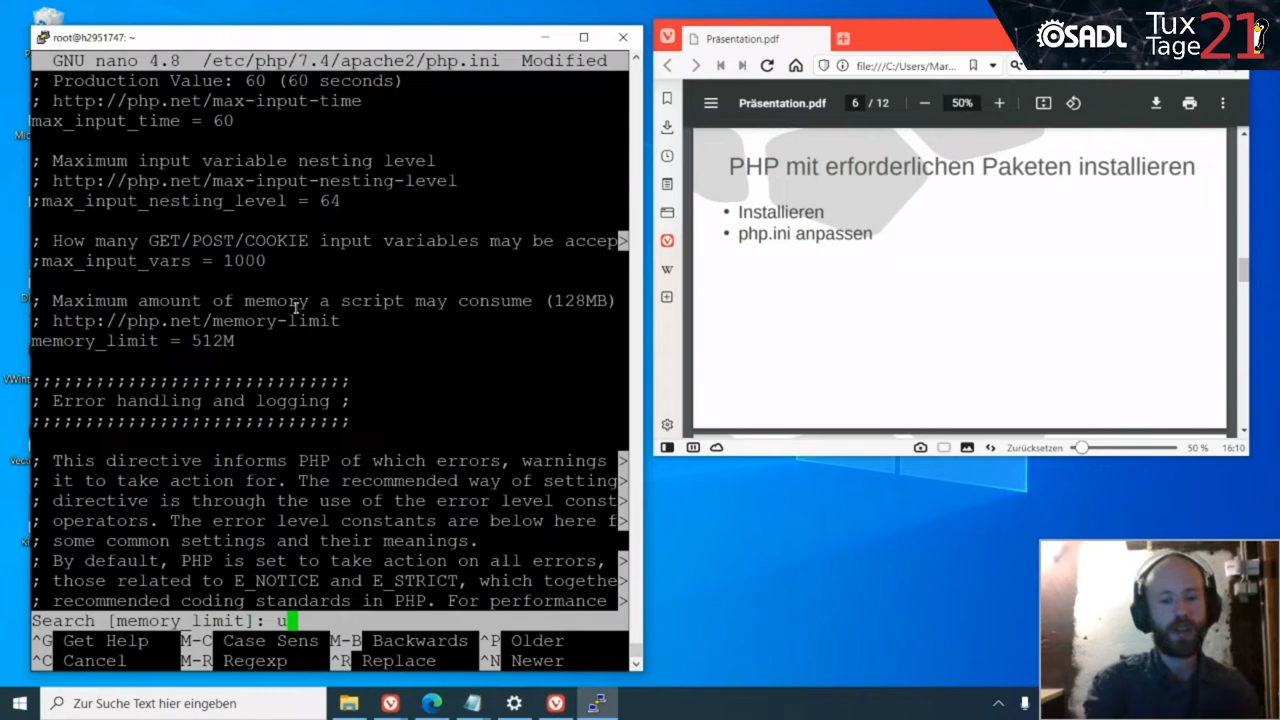 root@h2951747: ~
GNU nano 4.8 /etc/php/7.4/apache2/php.ini Modified
; Production Value: 60 (60 seconds)
; http://php.net/max-input-time
max_input_time = 60
; Maximum input variable nesting level
; http://php.net/max-input-nesting-level
;max_input_nesting_level = 64
; How many GET/POST/COOKIE input variables may be accep>
;max_input_vars = 1000
; Maximum amount of memory a script may consume (128MB)
; http://php.net/memory-limit
memory_limit = 512M
;;;;;;;;;;;;;;;;;;;;;;;;;;;;;;
; Error handling and logging ;
;;;;;;;;;;;;;;;;;;;;;;;;;;;;;;
; This directive informs PHP of which errors, warnings >
; it to take action for. The recommended way of setting>
; directive is through the use of the error level const>
; operators. The error level constants are below here f>
; some common settings and their meanings.
; By default, PHP is set to take action on all errors, >
; those related to E_NOTICE and E_STRICT, which togethe>
; recommended coding standards in PHP. For performance >
Search [memory_limit]: u
^G Get Help M-C Case Sens M-B Backwards ^P Older
^C Cancel M-R Regexp ^R Replace ^N Newer
Präsentation.pdf
file:///C:/Users/Mar...
Präsentation.pdf 6 / 12 50%
PHP mit erforderlichen Paketen installieren
• Installieren
• php.ini anpassen
W
Zurücksetzen 50 % 16:10
OSADL
Tux
Tage 21
Zur Suche Text hier eingeben